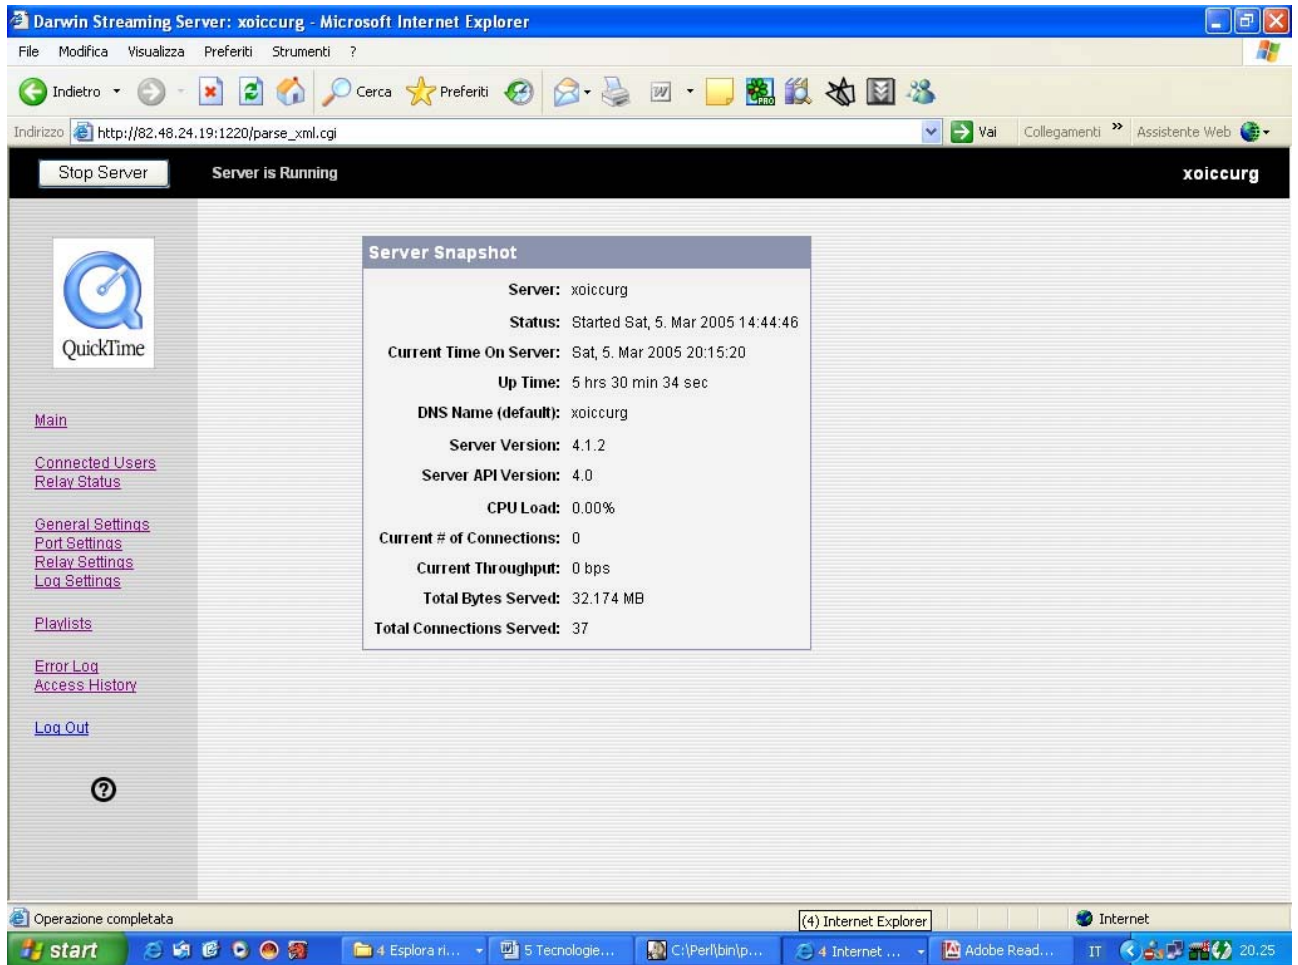 Darwin Streaming Server: xoiccurg - Microsoft Internet Explorer
File Modifica Visualizza Preferiti Strumenti ?
Indietro Cerca Preferiti
Indirizzo http://82.48.24.19:1220/parse_xml.cgi Vai Collegamenti » Assistente Web
Stop Server Server is Running xoiccurg
QuickTime
Main
Connected Users
Relay Status
General Settings
Port Settings
Relay Settings
Log Settings
Playlists
Error Log
Access History
Log Out
?
Server Snapshot
Server: xoiccurg
Status: Started Sat, 5. Mar 2005 14:44:46
Current Time On Server: Sat, 5. Mar 2005 20:15:20
Up Time: 5 hrs 30 min 34 sec
DNS Name (default): xoiccurg
Server Version: 4.1.2
Server API Version: 4.0
CPU Load: 0.00%
Current # of Connections: 0
Current Throughput: 0 bps
Total Bytes Served: 32.174 MB
Total Connections Served: 37
Operazione completata (4) Internet Explorer Internet
start 4 Esplora ri... 5 Tecnologie... C:\Perl\bin\p... 4 Internet ... Adobe Read... IT 20.25